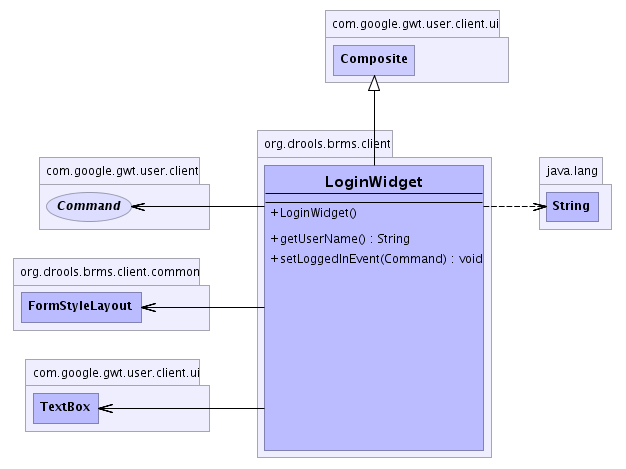 com.google.gwt.user.client.ui
Composite
org.drools.brms.client
LoginWidget
+LoginWidget()
+getUserName() : String
+setLoggedInEvent(Command) : void
com.google.gwt.user.client
Command
java.lang
String
org.drools.brms.client.common
FormStyleLayout
com.google.gwt.user.client.ui
TextBox